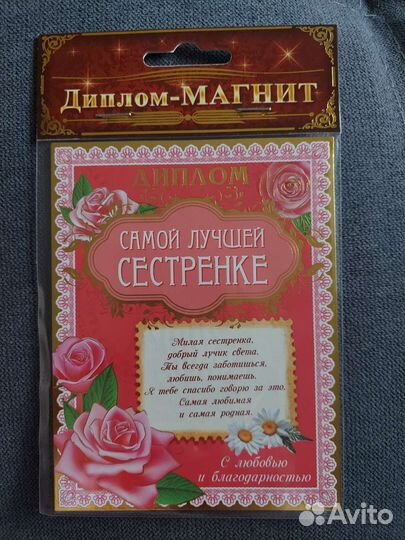 Диплом-МАГНИТ
ДИПЛОМ
САМОЙ ЛУЧШЕЙ
СЕСТРЕНКЕ
Милая сестренка,
добрый лучик света,
Ты всегда заботишься,
любишь, понимаешь.
Я тебе спасибо говорю за это.
Самая любимая
и самая родная.
С любовью
и благодарностью
Avito